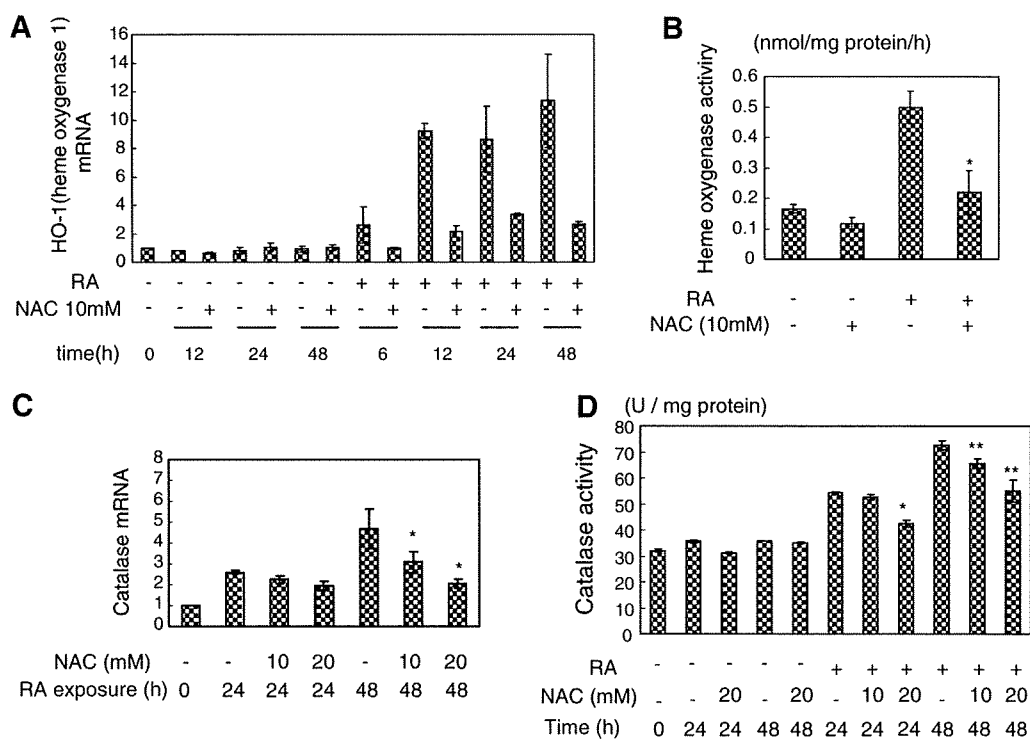 A
HO-1(heme oxygenase 1)
mRNA
16
14
12
10
8
6
4
2
0
RA - - - - - - - + + + + + + + +
NAC 10mM - - + - + - + - + - + - + - +
time(h) 0 12 24 48 6 12 24 48
B
(nmol/mg protein/h)
Heme oxygenase activiry
0.6
0.5
0.4
0.3
0.2
0.1
0
*
RA - - + +
NAC (10mM) - + - +
C
Catalase mRNA
8
7
6
5
4
3
2
1
0
* *
NAC (mM) - - 10 20 - 10 20
RA exposure (h) 0 24 24 24 48 48 48
D
(U / mg protein)
Catalase activity
80
70
60
50
40
30
20
10
0
* ** **
RA - - - - - + + + + + +
NAC (mM) - - 20 - 20 - 10 20 - 10 20
Time (h) 0 24 24 48 48 24 24 24 48 48 48